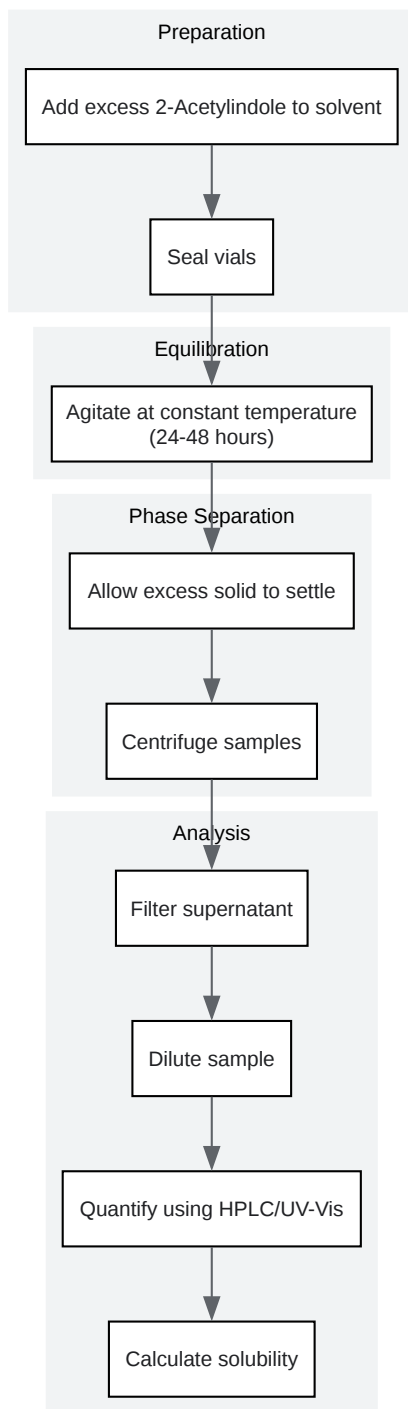 Preparation
Add excess 2-Acetylindole to solvent
Seal vials
Equilibration
Agitate at constant temperature
(24-48 hours)
Phase Separation
Allow excess solid to settle
Centrifuge samples
Analysis
Filter supernatant
Dilute sample
Quantify using HPLC/UV-Vis
Calculate solubility